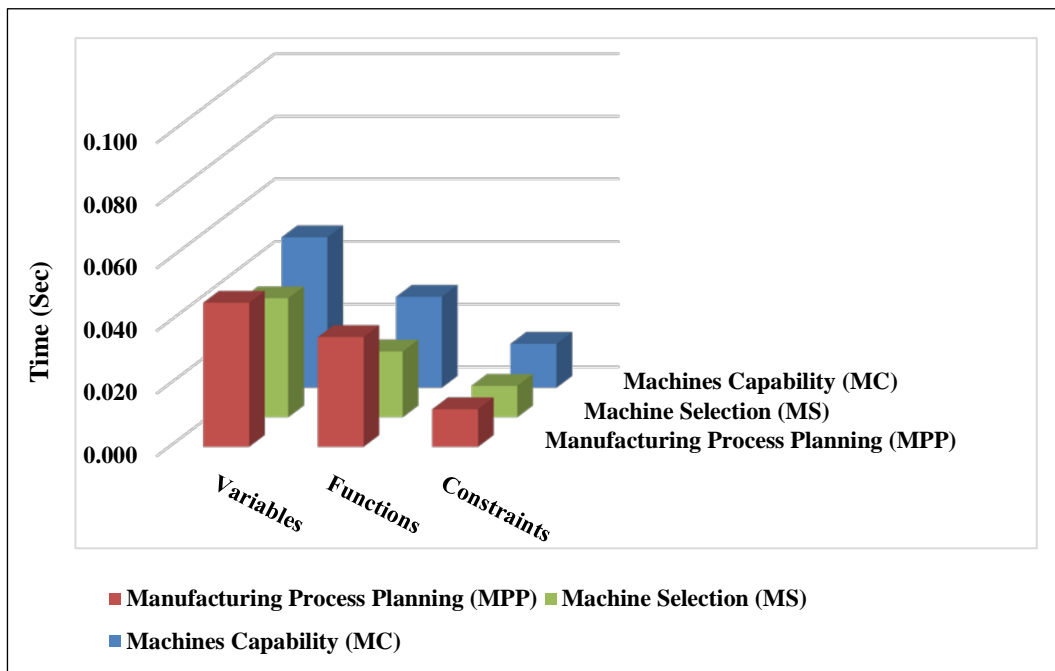 0.100
0.080
0.060
0.040
0.020
0.000
Time (Sec)
Variables
Functions
Constraints
Machines Capability (MC)
Machine Selection (MS)
Manufacturing Process Planning (MPP)
Manufacturing Process Planning (MPP) Machine Selection (MS)
Machines Capability (MC)